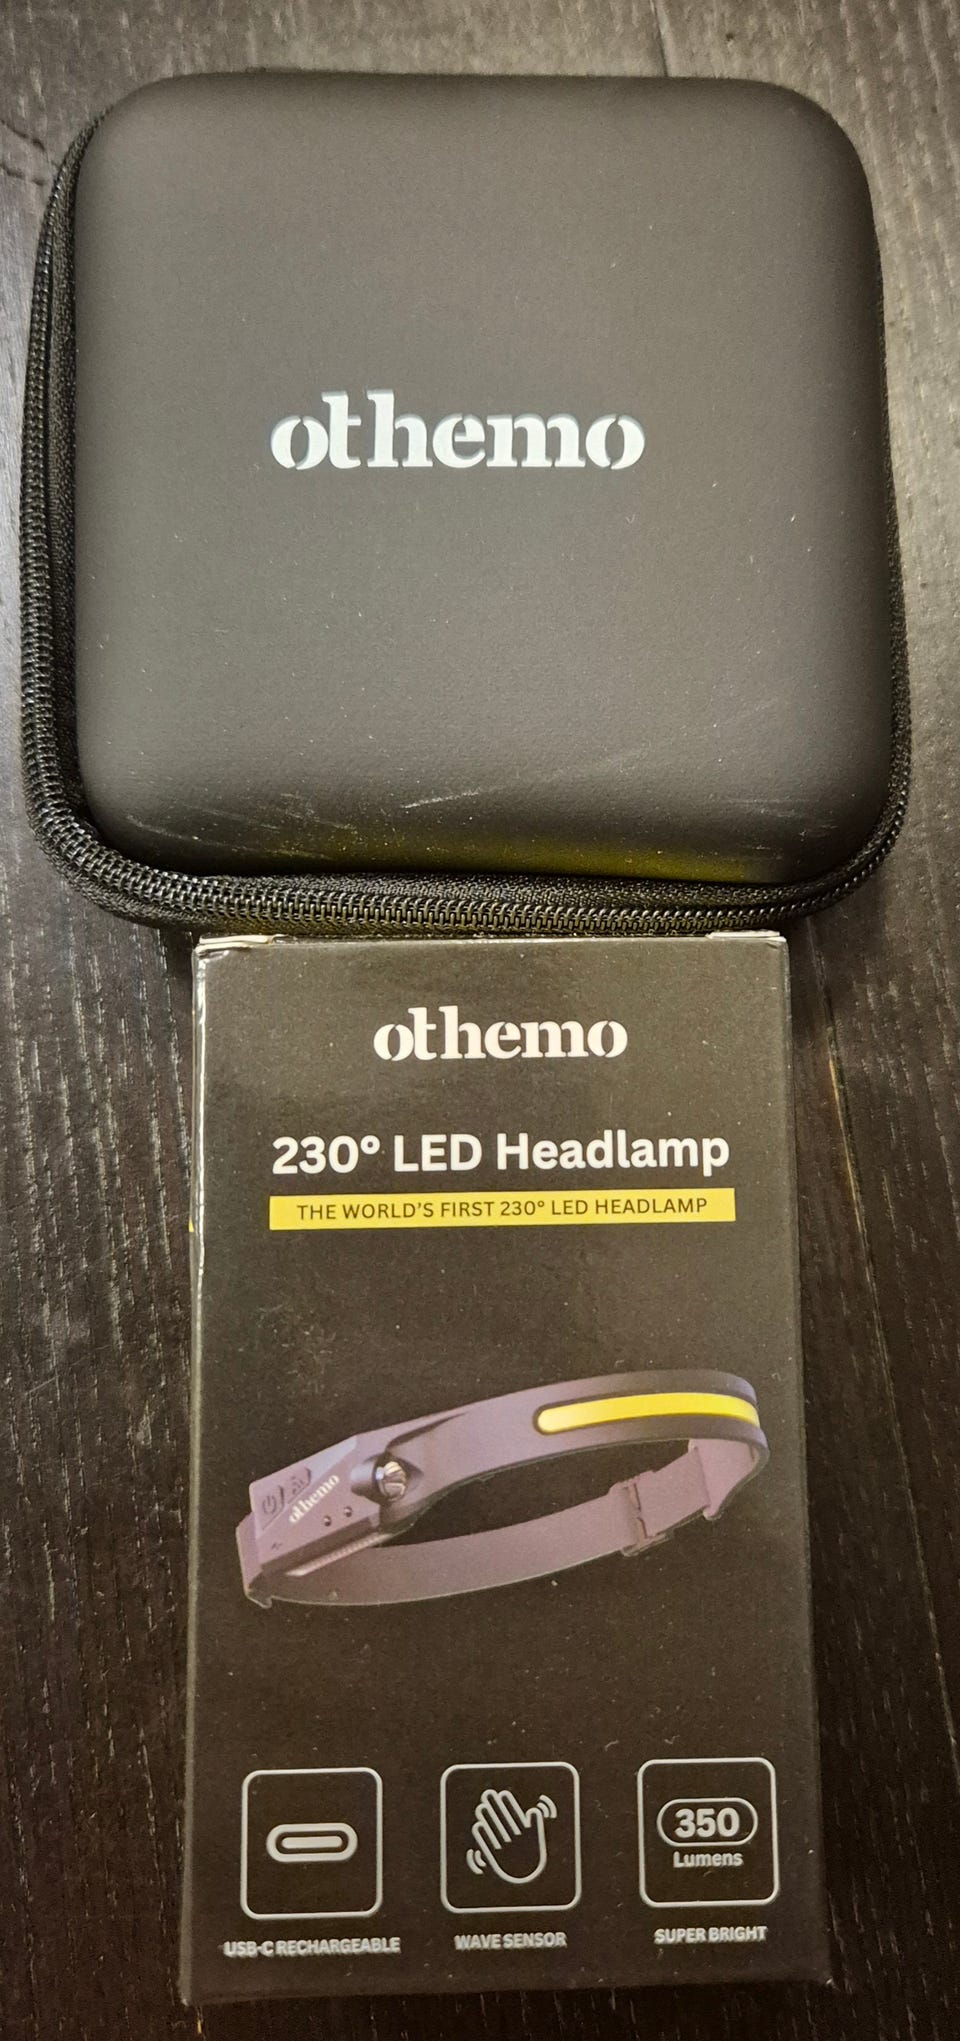 othemo
othemo
230° LED Headlamp
THE WORLD'S FIRST 230° LED HEADLAMP
othemo
350
Lumens
USB-C RECHARGEABLE
WAVE SENSOR
SUPER BRIGHT